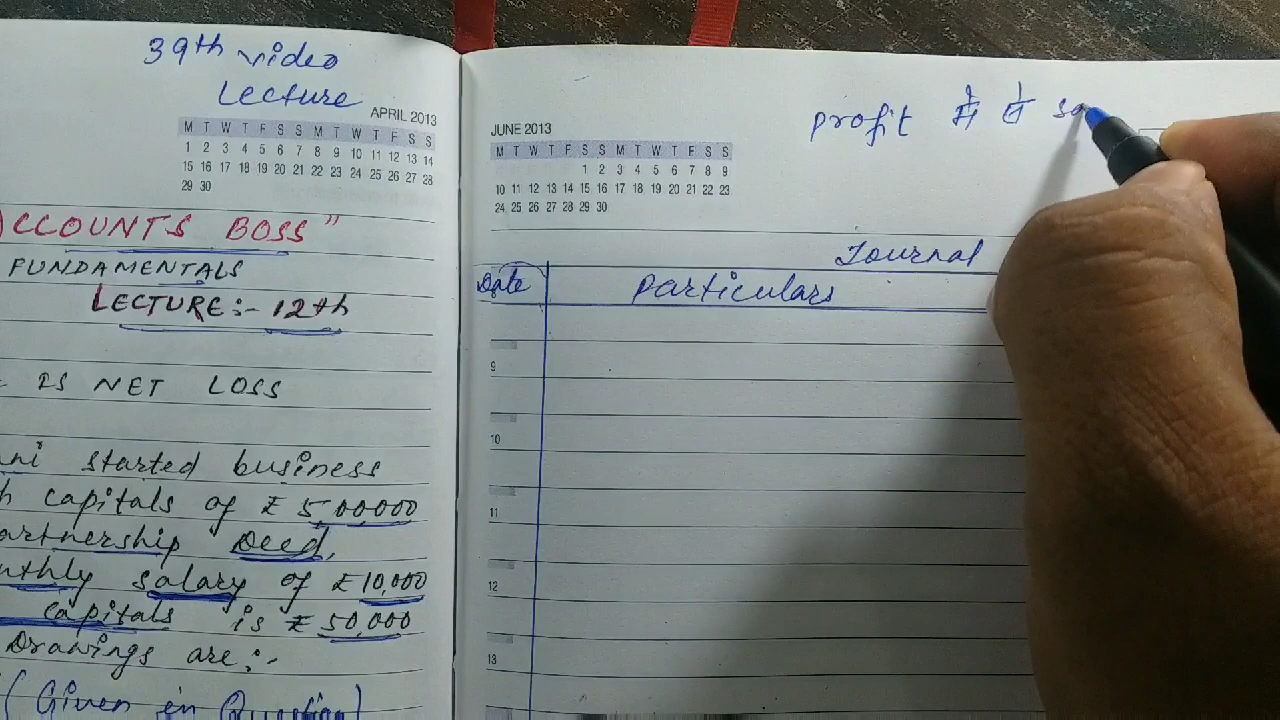 39th video
Lecture
APRIL 2013
M T W T F S S M T W T F S S
1 2 3 4 5 6 7 8 9 10 11 12 13 14
15 16 17 18 19 20 21 22 23 24 25 26 27 28
29 30
ACCOUNTS BOSS"
FUNDAMENTALS
LECTURE:- 12th
IS NET LOSS
ani started business
h capitals of ₹ 500000
artnership Deed,
nthly salary of ₹ 10,000
capitals is ₹ 50,000
Drawings are:-
(Given in Question)
profit में से sa
JUNE 2013
M T W T F S S M T W T F S S
1 2 3 4 5 6 7 8 9
10 11 12 13 14 15 16 17 18 19 20 21 22 23
24 25 26 27 28 29 30
Journal
Date Particulars
9
10
11
12
13